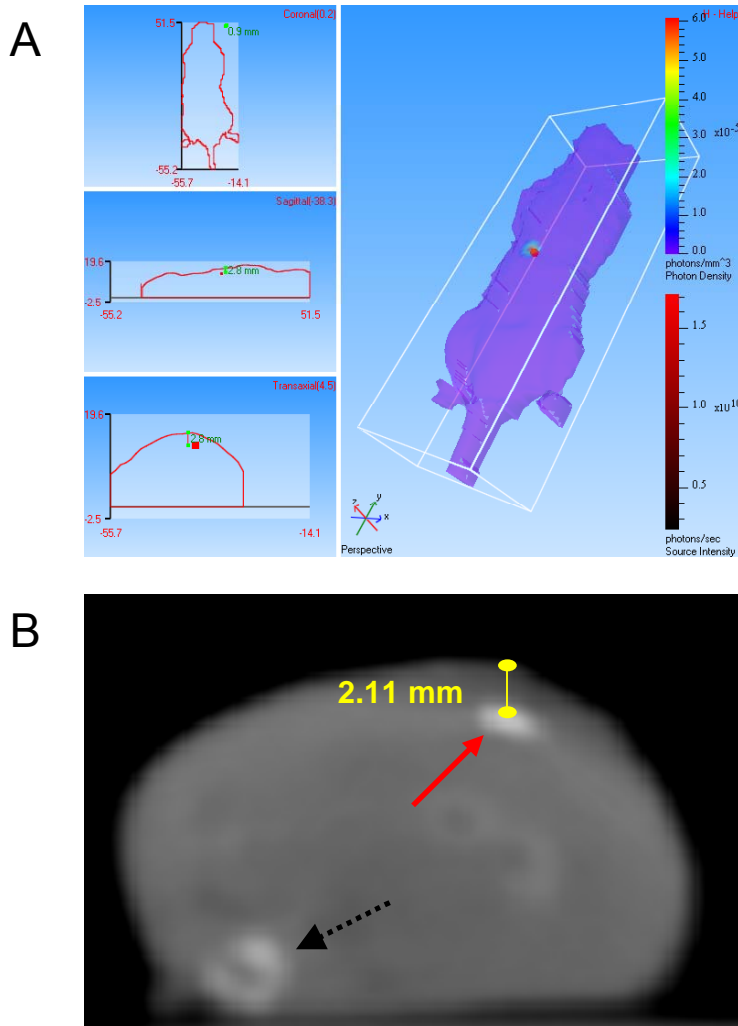 A
Coronal(0.2)
51.5
0.9 mm
-55.2
-55.7
-14.1
Sagittal(-38.3)
19.6
2.8 mm
-2.5
-55.2
51.5
Transaxial(4.5)
19.6
2.8 mm
-2.5
-55.7
-14.1
H - Help
6.0
5.0
4.0
3.0
2.0
1.0
0.0
photons/mm^3
Photon Density
1.5
1.0
0.5
photons/sec
Source Intensity
z
y
x
Perspective
B
2.11 mm